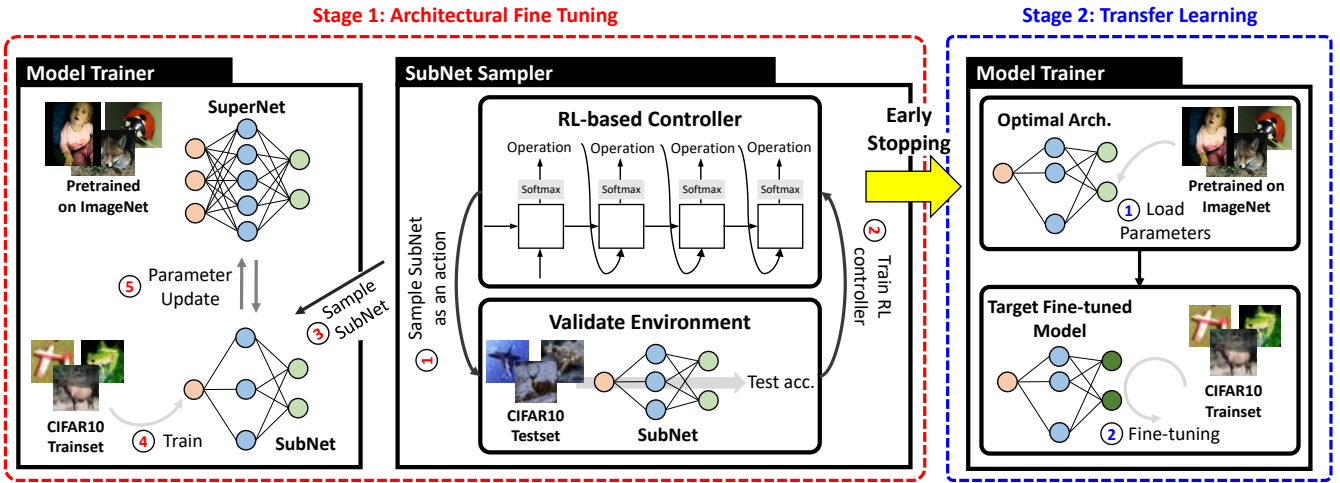 Stage 1: Architectural Fine Tuning
Model Trainer
SuperNet
Pretrained
on ImageNet
5 Parameter
Update
3 Sample
SubNet
CIFAR10
Trainset
4 Train
SubNet
SubNet Sampler
RL-based Controller
Operation Operation Operation Operation
Softmax Softmax Softmax Softmax
1 Sample SubNet
as an action
2 Train RL
controller
Validate Environment
Test acc.
CIFAR10
Testset
SubNet
Early
Stopping
Stage 2: Transfer Learning
Model Trainer
Optimal Arch.
Pretrained on
ImageNet
1 Load
Parameters
Target Fine-tuned
Model
CIFAR10
Trainset
2 Fine-tuning